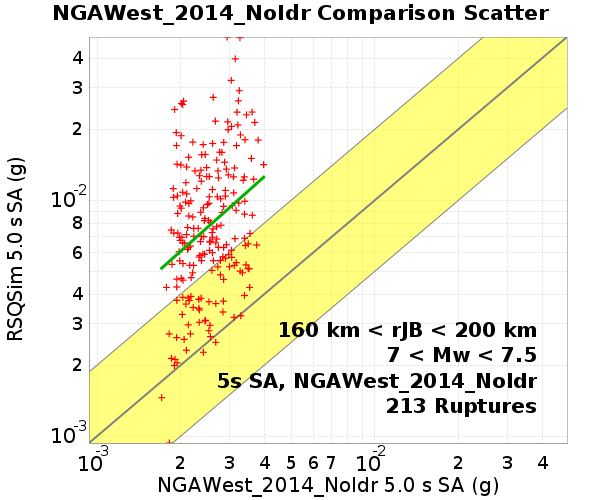 NGAWest_2014_NoIdr Comparison Scatter
RSQSim 5.0 s SA (g)
4
3
2
10^-2
8
6
4
3
2
10^-3
160 km < rJB < 200 km
7 < Mw < 7.5
5s SA, NGAWest_2014_NoIdr
213 Ruptures
10^-3 2 3 4 5 6 7 10^-2 2 3 4
NGAWest_2014_NoIdr 5.0 s SA (g)